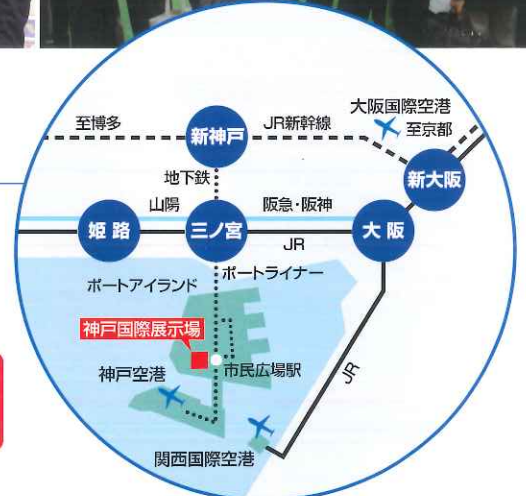 大阪国際空港
至博多
新神戸
JR新幹線
至京都
地下鉄
新大阪
山陽
阪急・阪神
姫路
三ノ宮
大阪
JR
ポートアイランド
ポートライナー
神戸国際展示場
神戸空港
市民広場駅
JR
関西国際空港